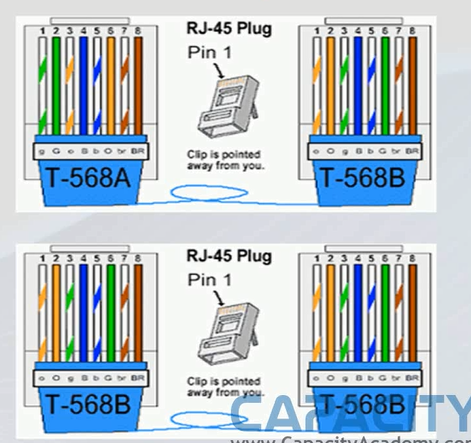 RJ-45 Plug
1 2 3 4 5 6 7 8
Pin 1
1 2 3 4 5 6 7 8
g G o B b O br BR
Clip is pointed
away from you.
o O g B b G br BR
T-568A
T-568B
RJ-45 Plug
1 2 3 4 5 6 7 8
Pin 1
1 2 3 4 5 6 7 8
o O g B b G br BR
Clip is pointed
away from you.
o O g B b G br BR
T-568B
T-568B
CAPACITY
www.CapacityAcademy.com